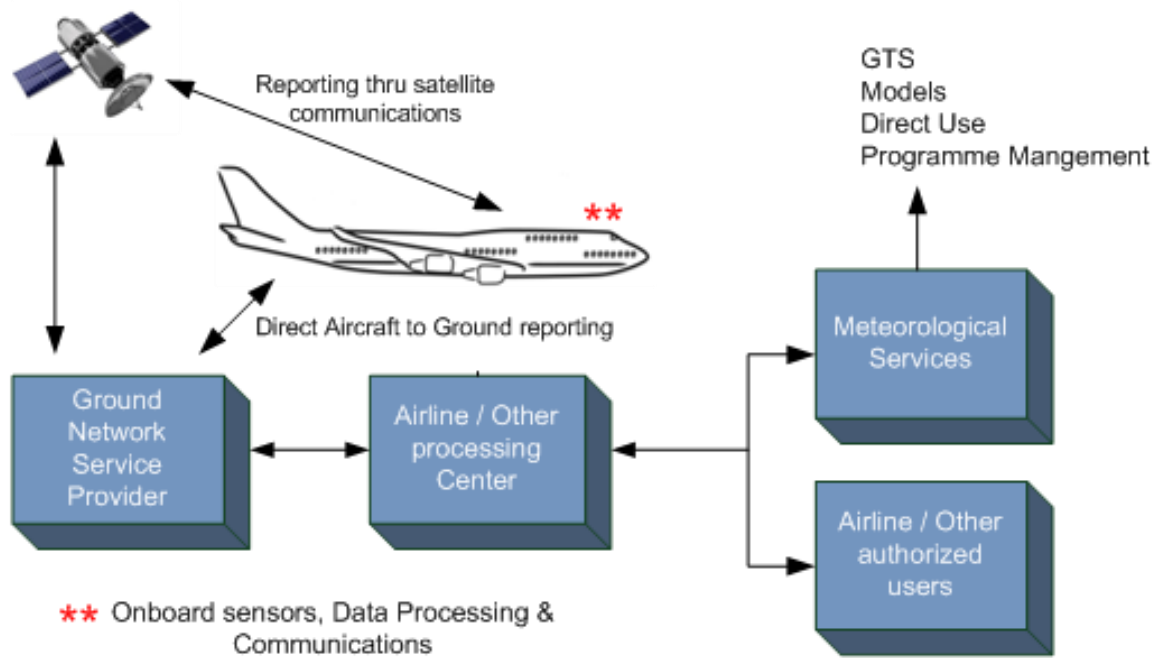 Reporting thru satellite
communications
GTS
Models
Direct Use
Programme Mangement
**
Direct Aircraft to Ground reporting
Ground
Network
Service
Provider
Airline / Other
processing
Center
Meteorological
Services
Airline / Other
authorized
users
** Onboard sensors, Data Processing &
Communications